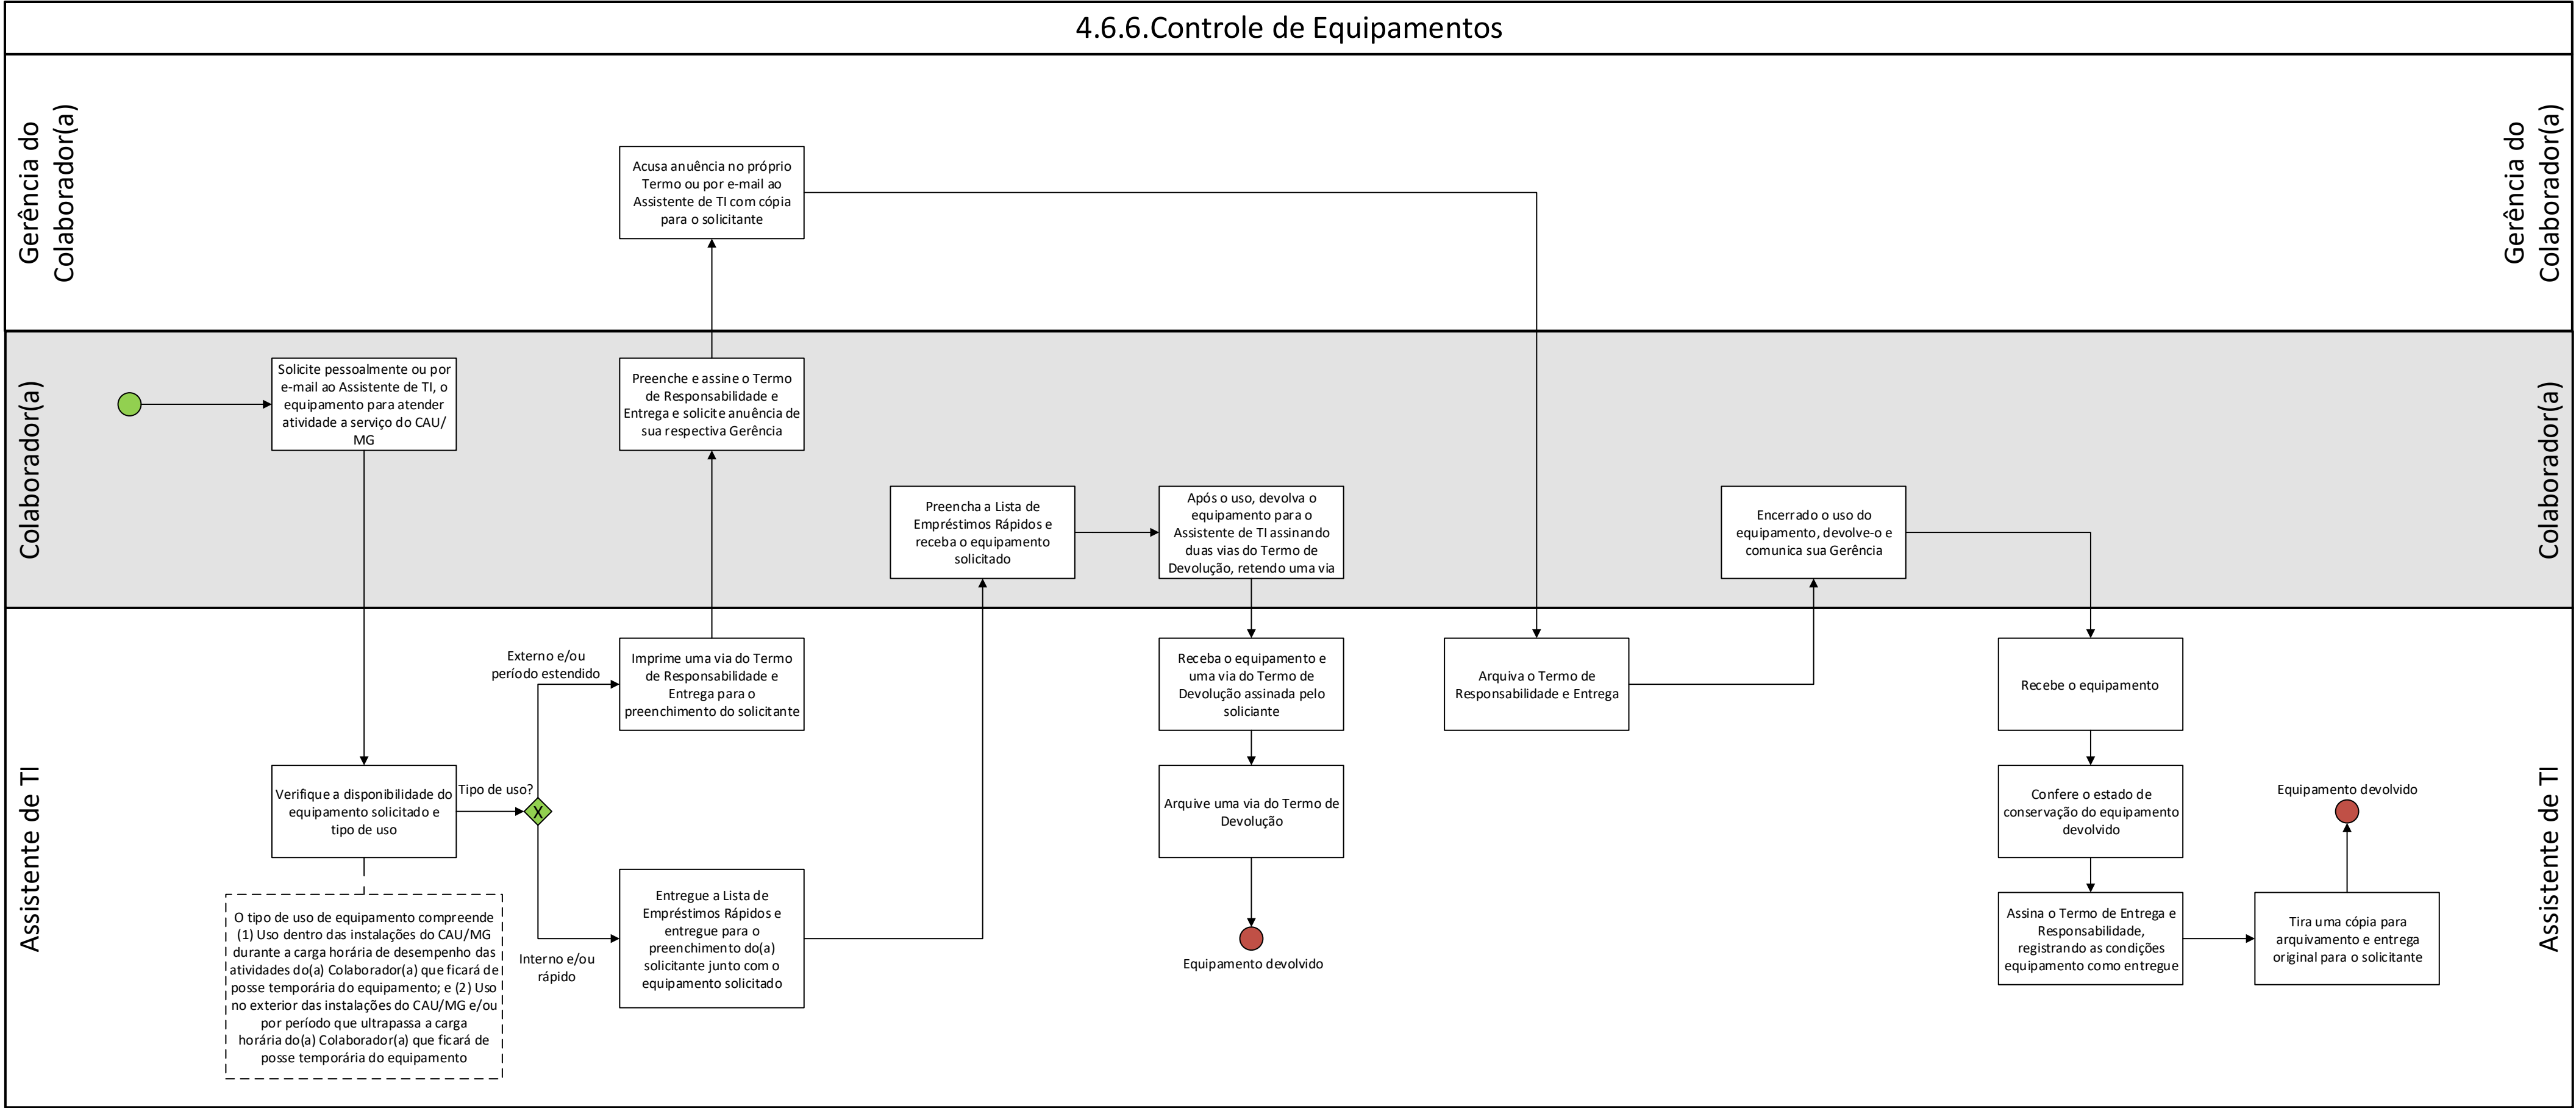 4.6.6.Controle de Equipamentos
Gerência do
Colaborador(a)
Gerência do
Colaborador(a)
Acusa anuência no próprio
Termo ou por e-mail ao
Assistente de TI com cópia
para o solicitante
Colaborador(a)
Colaborador(a)
Solicite pessoalmente ou por
e-mail ao Assistente de TI, o
equipamento para atender
atividade a serviço do CAU/
MG
Preenche e assine o Termo
de Responsabilidade e
Entrega e solicite anuência de
sua respectiva Gerência
Preencha a Lista de
Empréstimos Rápidos e
receba o equipamento
solicitado
Após o uso, devolva o
equipamento para o
Assistente de TI assinando
duas vias do Termo de
Devolução, retendo uma via
Encerrado o uso do
equipamento, devolve-o e
comunica sua Gerência
Assistente de TI
Assistente de TI
Verifique a disponibilidade do
equipamento solicitado e
tipo de uso
O tipo de uso de equipamento compreende
(1) Uso dentro das instalações do CAU/MG
durante a carga horária de desempenho das
atividades do(a) Colaborador(a) que ficará de
posse temporária do equipamento; e (2) Uso
no exterior das instalações do CAU/MG e/ou
por período que ultrapassa a carga
horária do(a) Colaborador(a) que ficará de
posse temporária do equipamento
Tipo de uso?
X
Externo e/ou
período estendido
Interno e/ou
rápido
Imprime uma via do Termo
de Responsabilidade e
Entrega para o
preenchimento do solicitante
Entregue a Lista de
Empréstimos Rápidos e
entregue para o
preenchimento do(a)
solicitante junto com o
equipamento solicitado
Receba o equipamento e
uma via do Termo de
Devolução assinada pelo
soliciante
Arquive uma via do Termo de
Devolução
Equipamento devolvido
Arquiva o Termo de
Responsabilidade e Entrega
Recebe o equipamento
Confere o estado de
conservação do equipamento
devolvido
Assina o Termo de Entrega e
Responsabilidade,
registrando as condições
equipamento como entregue
Tira uma cópia para
arquivamento e entrega
original para o solicitante
Equipamento devolvido